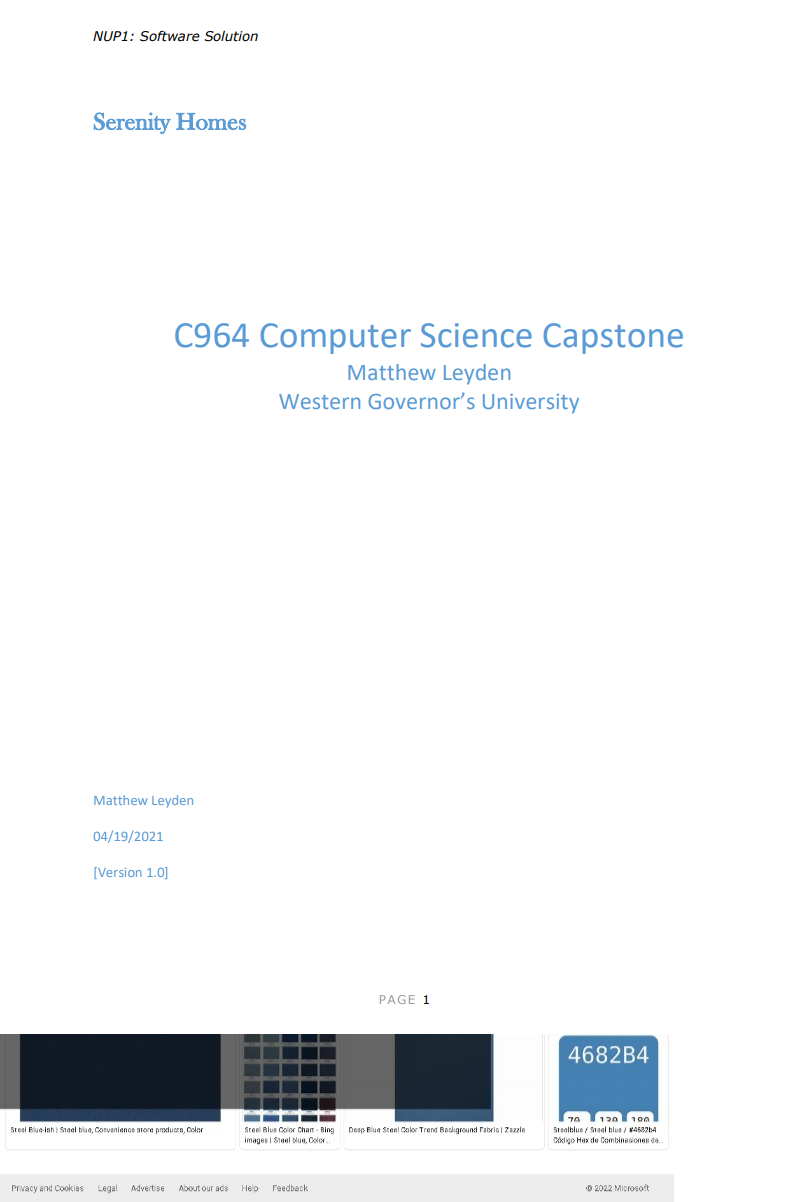 NUP1: Software Solution
Serenity Homes
C964 Computer Science Capstone
Matthew Leyden
Western Governor's University
Matthew Leyden
04/19/2021
[Version 1.0]
PAGE 1
4682B4
70 130 180
Steel Blue-ish | Steel blue, Convenience store products, Color
Steel Blue Color Chart - Bing
images | Steel blue, Color...
Deep Blue Steel Color Trend Background Fabric | Zazzle
Steelblue / Steel blue / #4682b4
Código Hex de Combinaciones de...
Privacy and Cookies Legal Advertise About our ads Help Feedback © 2022 Microsoft